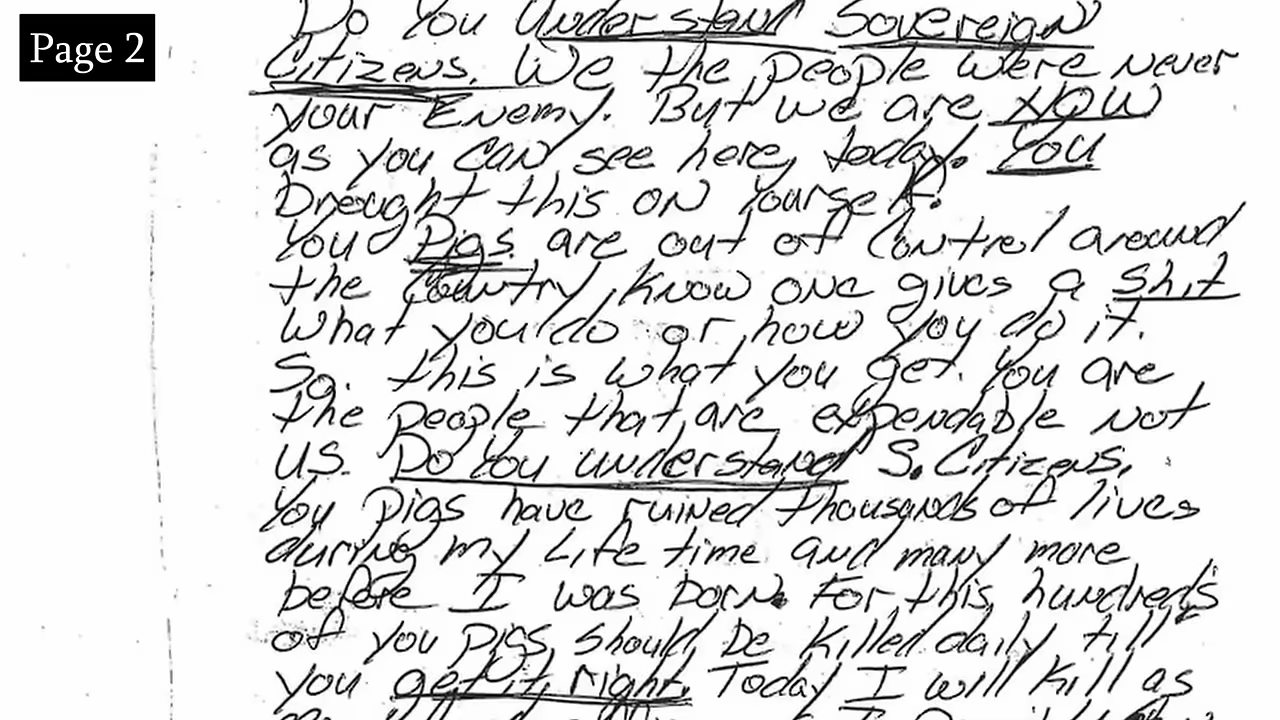 Page 2
Do You Understand Sovereign
Citizens. We the people were never
your Enemy. But we are NOW
as you CAN see here, today. You
Brought this on Yourself.
You Pigs. are out of Control around
the Country, Know one gives a Shit
What you do or how you do it.
So. this is what you get. You are
the people that are expendable not
US. Do You understand S. Citizens.
You Pigs have ruined thousands of lives
during my Life time and many more
before I was born. For this, hundred's
of you Pigs should be Killed daily till
you get it right. Today I will Kill as